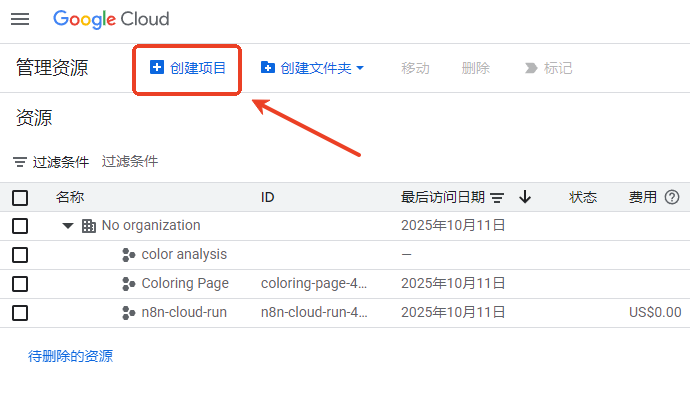 Google Cloud
管理资源 创建项目 创建文件夹 移动 删除 标记
资源
过滤条件 过滤条件
名称 ID 最后访问日期 状态 费用
No organization 2025年10月11日
color analysis —
Coloring Page coloring-page-4... 2025年10月11日
n8n-cloud-run n8n-cloud-run-4... 2025年10月11日 US$0.00
待删除的资源